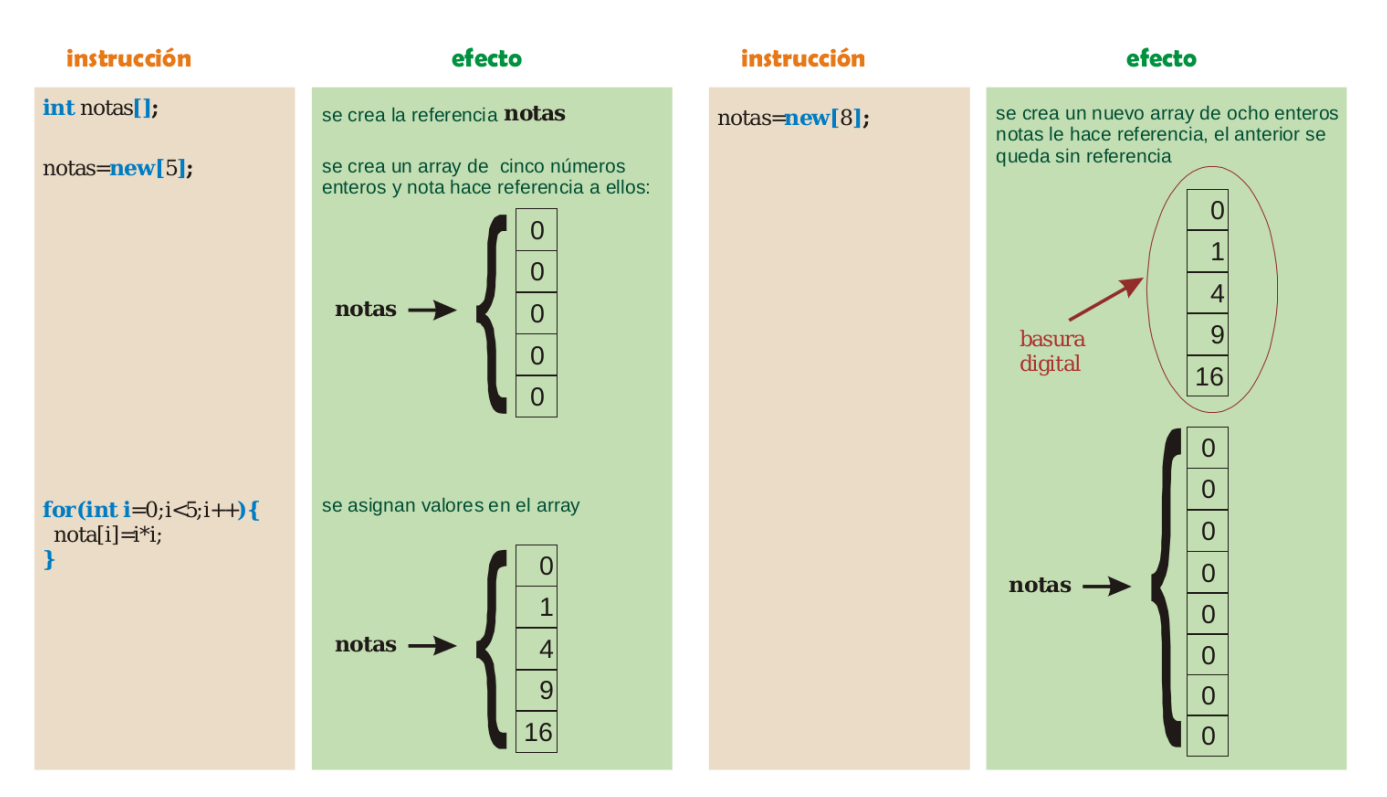 instrucción
efecto
int notas[];
se crea la referencia notas
notas=new[5];
se crea un array de cinco números
enteros y nota hace referencia a ellos:
0
0
notas
0
0
0
for(int i=0;i<5;i++){
nota[i]=i*i;
}
se asignan valores en el array
0
1
notas
4
9
16
instrucción
efecto
notas=new[8];
se crea un nuevo array de ocho enteros
notas le hace referencia, el anterior se
queda sin referencia
0
1
4
9
16
basura
digital
0
0
0
notas
0
0
0
0
0